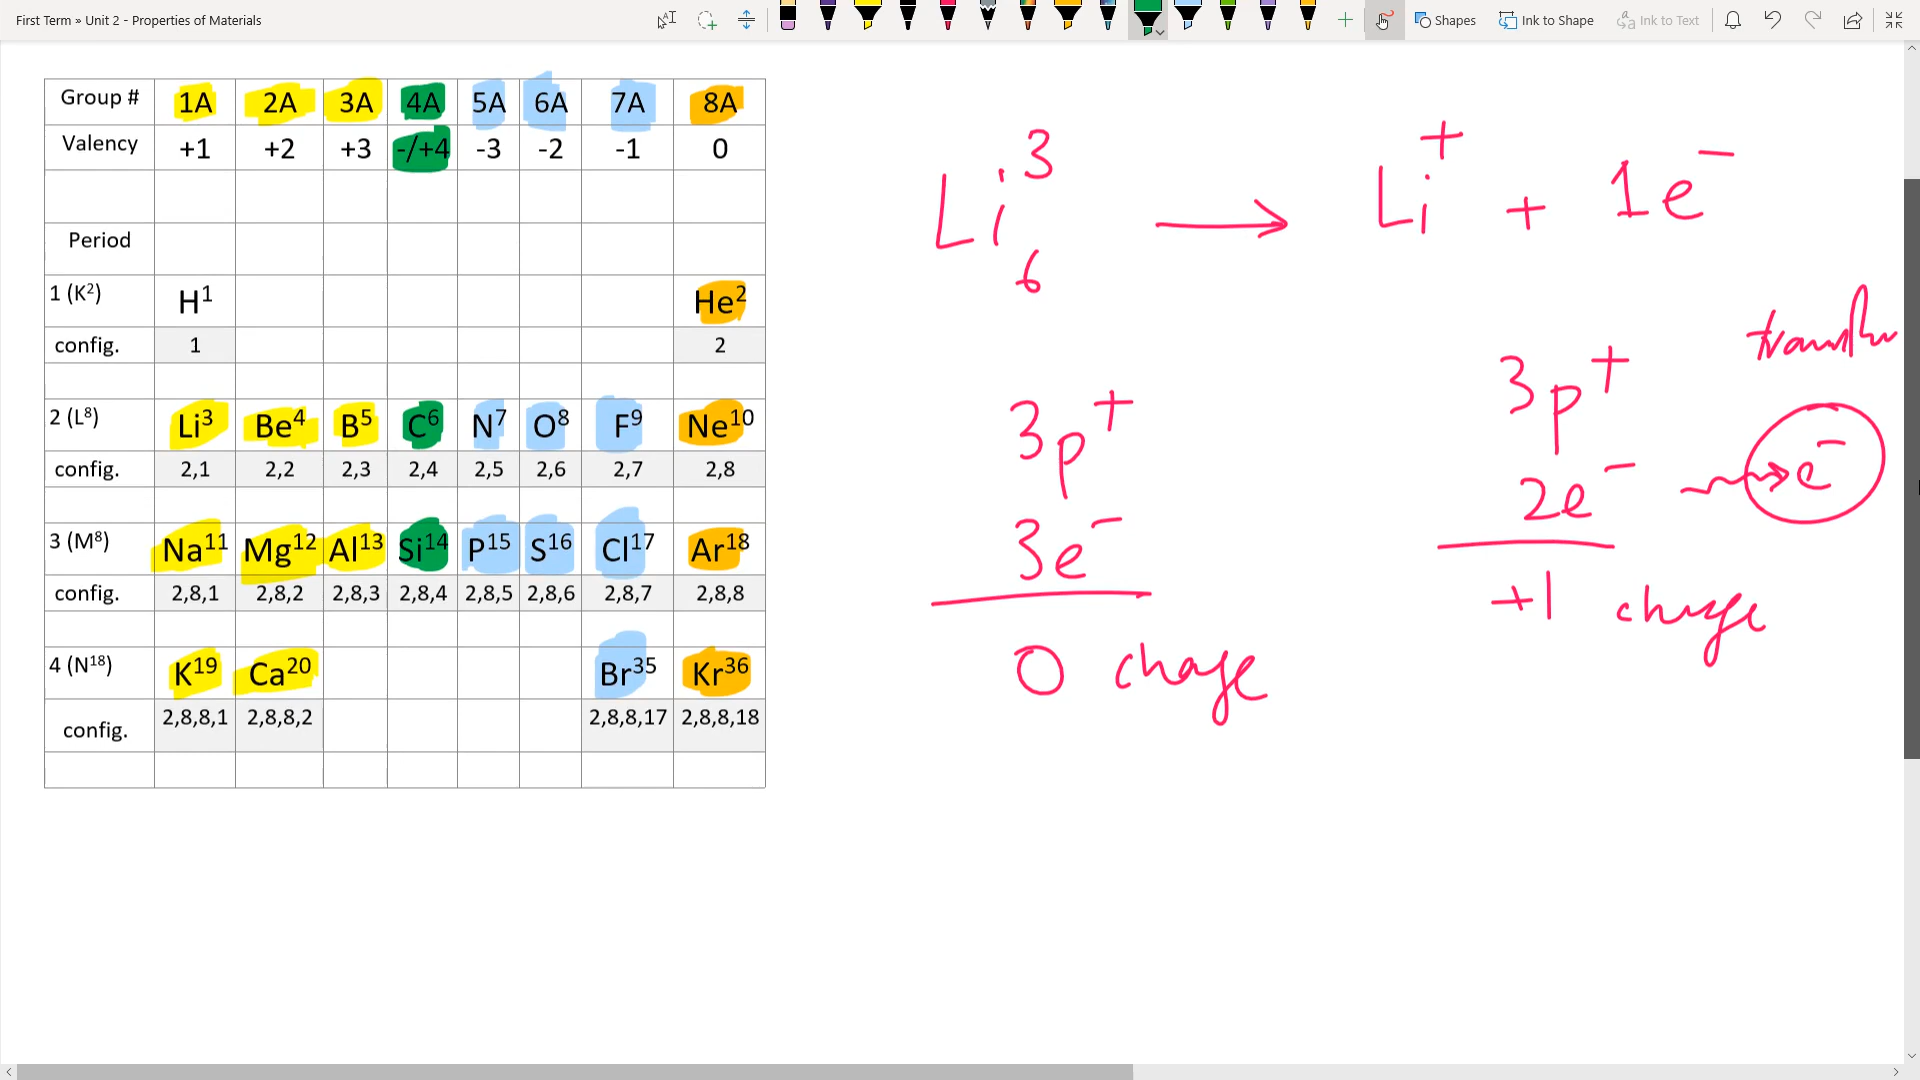 First Term » Unit 2 - Properties of Materials
Shapes
Ink to Shape
Ink to Text
Group # 1A 2A 3A 4A 5A 6A 7A 8A
Valency +1 +2 +3 -/+4 -3 -2 -1 0
Period
1 (K²) H¹ He²
config. 1 2
2 (L⁸) Li³ Be⁴ B⁵ C⁶ N⁷ O⁸ F⁹ Ne¹⁰
config. 2,1 2,2 2,3 2,4 2,5 2,6 2,7 2,8
3 (M⁸) Na¹¹ Mg¹² Al¹³ Si¹⁴ P¹⁵ S¹⁶ Cl¹⁷ Ar¹⁸
config. 2,8,1 2,8,2 2,8,3 2,8,4 2,8,5 2,8,6 2,8,7 2,8,8
4 (N¹⁸) K¹⁹ Ca²⁰ Br³⁵ Kr³⁶
config. 2,8,8,1 2,8,8,2 2,8,8,17 2,8,8,18
Li³₆ → Li⁺ + 1e⁻
3p⁺
3e⁻
0 charge
3p⁺
2e⁻
+1 charge
transfer
e⁻